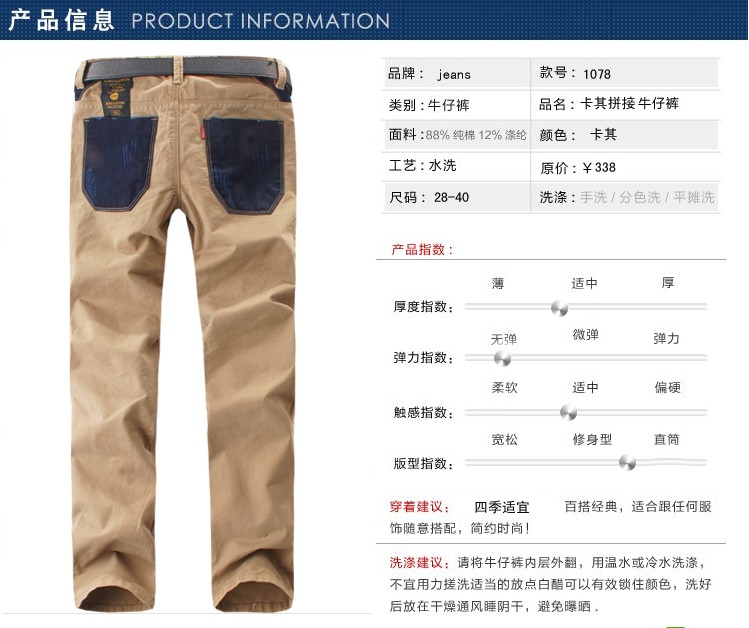 产品信息 PRODUCT INFORMATION
品牌： jeans 款号：1078
类别：牛仔裤 品名：卡其拼接牛仔裤
面料：88% 纯棉 12% 涤纶 颜色： 卡其
工艺：水洗 原价：￥338
尺码： 28-40 洗涤：手洗 / 分色洗 / 平摊洗
产品指数：
薄 适中 厚
厚度指数：
无弹 微弹 弹力
弹力指数：
柔软 适中 偏硬
触感指数：
宽松 修身型 直筒
版型指数：
穿着建议： 四季适宜 百搭经典，适合跟任何服
饰随意搭配，简约时尚！
洗涤建议：请将牛仔裤内层外翻，用温水或冷水洗涤，
不宜用力搓洗适当的放点白醋可以有效锁住颜色，洗好
后放在干燥通风睡阴干，避免曝晒．